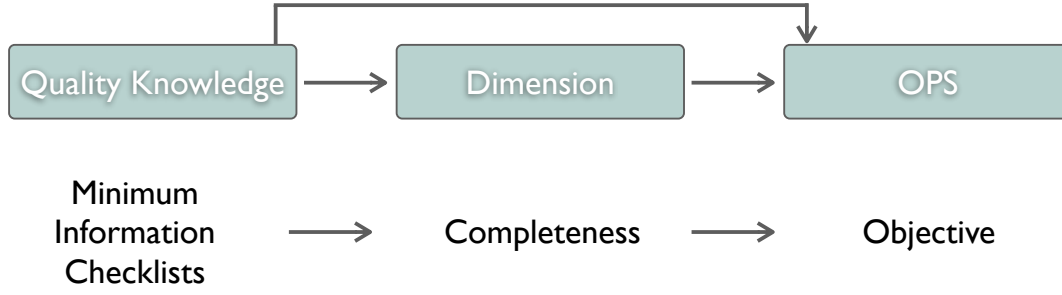 Quality Knowledge
Dimension
OPS
Minimum
Information
Checklists
Completeness
Objective